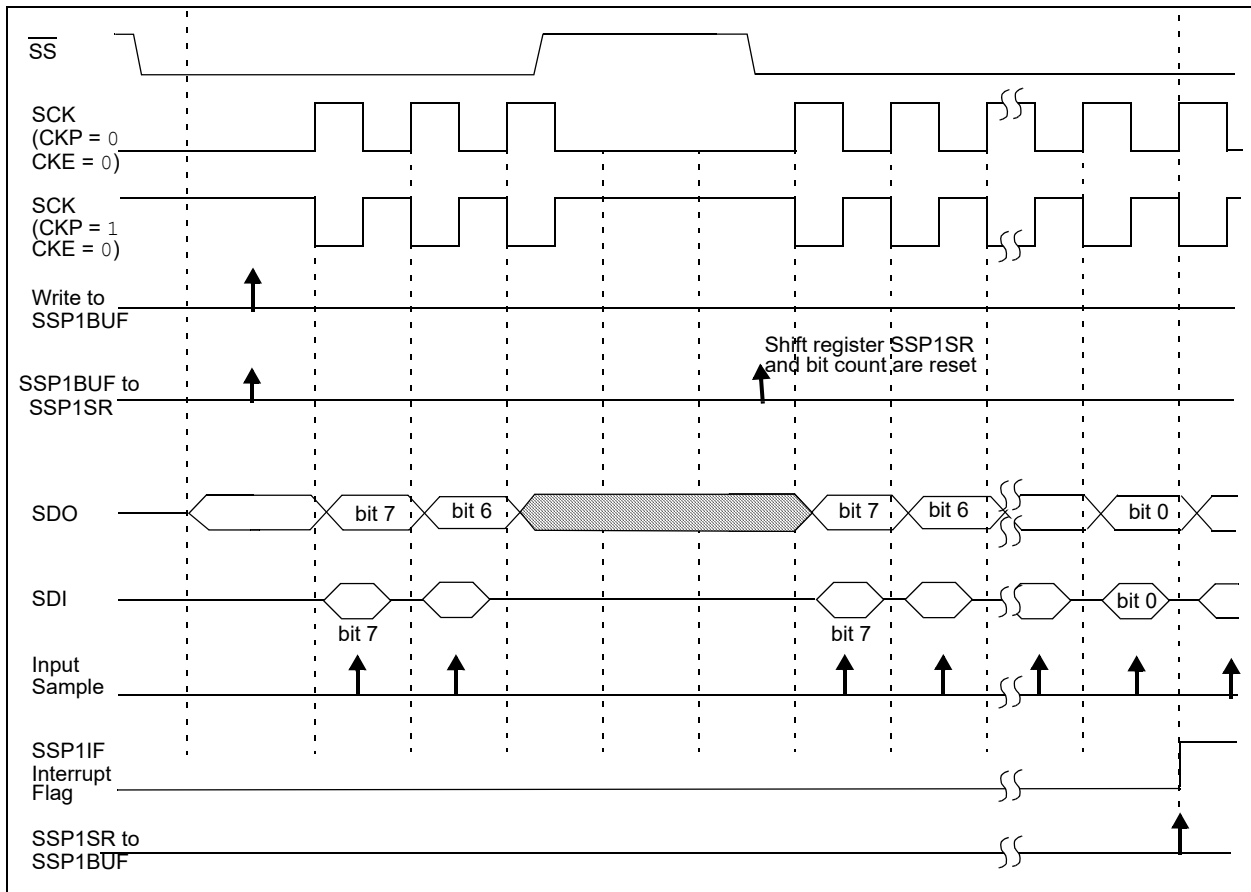 SS
SCK
(CKP = 0
CKE = 0)
SCK
(CKP = 1
CKE = 0)
Write to
SSP1BUF
Shift register SSP1SR
and bit count are reset
SSP1BUF to
SSP1SR
SDO
bit 7
bit 6
bit 7
bit 6
bit 0
SDI
bit 0
bit 7
bit 7
Input
Sample
SSP1IF
Interrupt
Flag
SSP1SR to
SSP1BUF